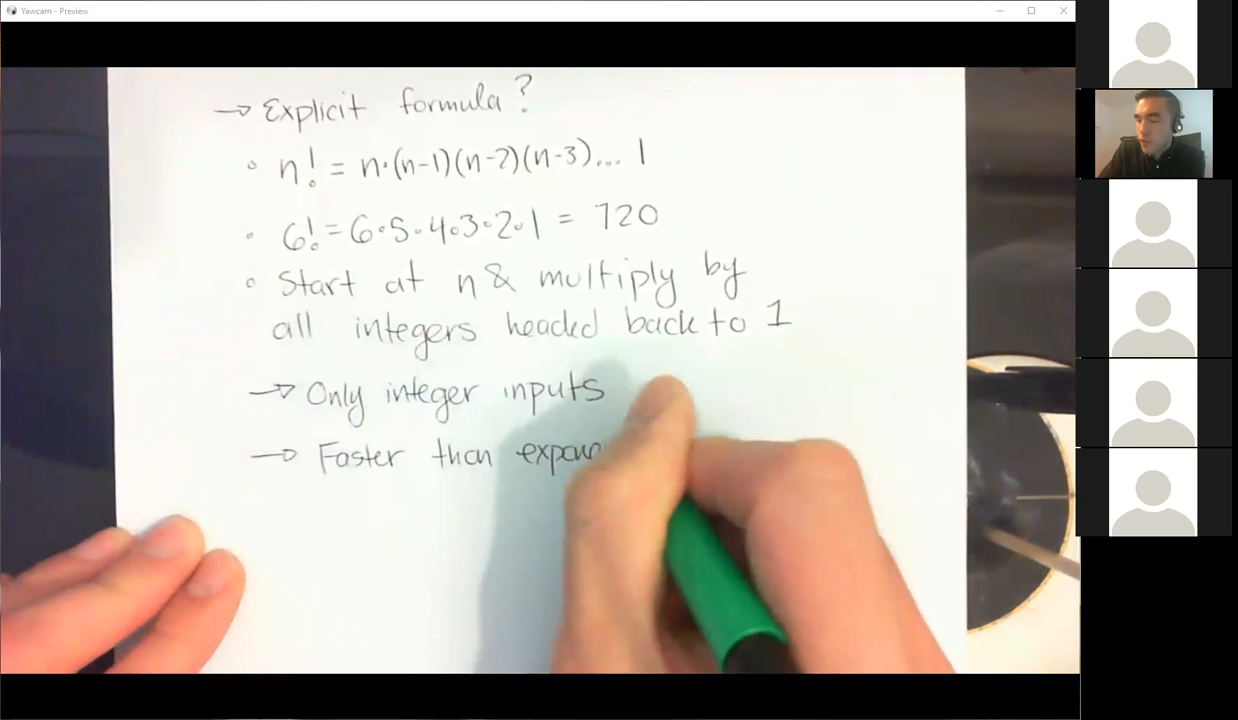 Yawcam - Preview
→ Explicit formula?
∘ n! = n·(n-1)(n-2)(n-3)... 1
∘ 6! = 6·5·4·3·2·1 = 720
∘ Start at n & multiply by
all integers headed back to 1
→ Only integer inputs
→ Faster than